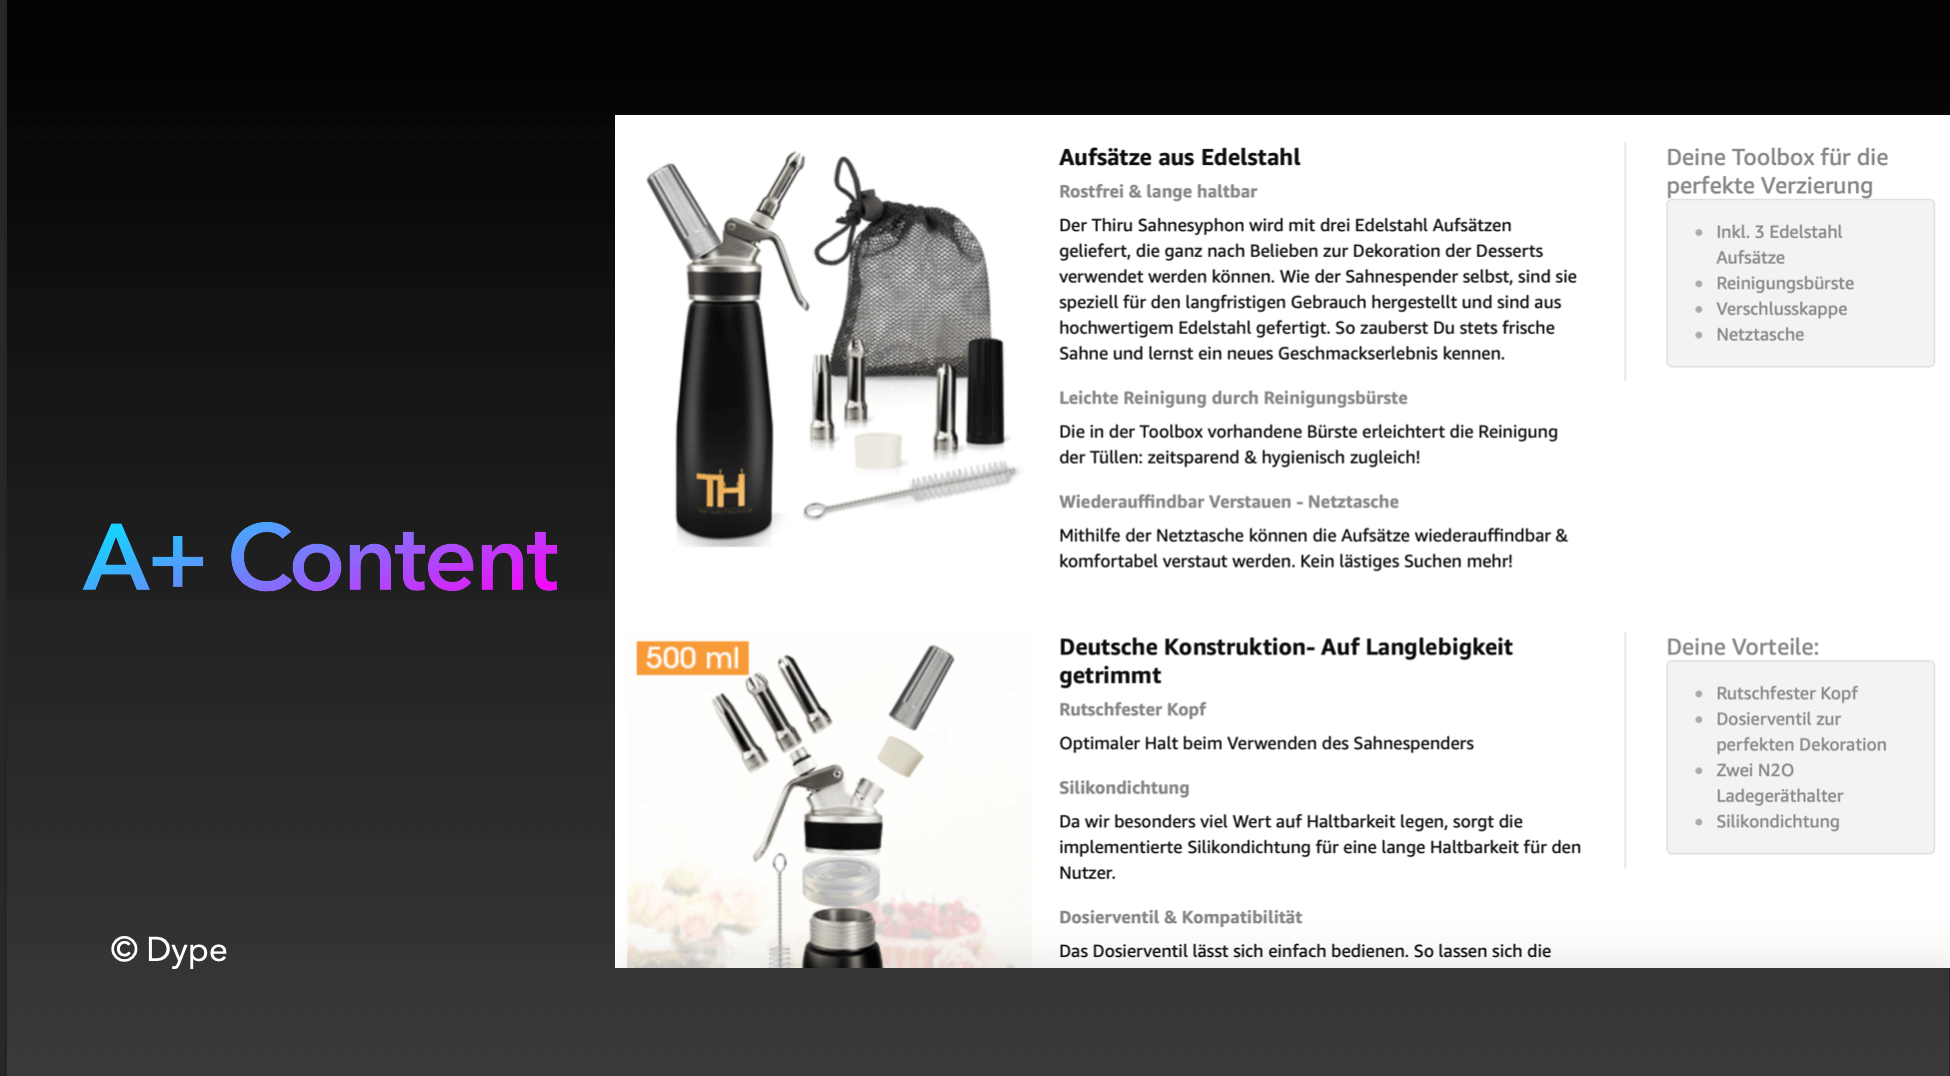 A+ Content
© Dype
TH
Aufsätze aus Edelstahl
Rostfrei & lange haltbar
Der Thiru Sahnesyphon wird mit drei Edelstahl Aufsätzen
geliefert, die ganz nach Belieben zur Dekoration der Desserts
verwendet werden können. Wie der Sahnespender selbst, sind sie
speziell für den langfristigen Gebrauch hergestellt und sind aus
hochwertigem Edelstahl gefertigt. So zauberst Du stets frische
Sahne und lernst ein neues Geschmackserlebnis kennen.
Leichte Reinigung durch Reinigungsbürste
Die in der Toolbox vorhandene Bürste erleichtert die Reinigung
der Tüllen: zeitsparend & hygienisch zugleich!
Wiederauffindbar Verstauen - Netztasche
Mithilfe der Netztasche können die Aufsätze wiederauffindbar &
komfortabel verstaut werden. Kein lästiges Suchen mehr!
Deine Toolbox für die
perfekte Verzierung
Inkl. 3 Edelstahl
Aufsätze
Reinigungsbürste
Verschlusskappe
Netztasche
500 ml
Deutsche Konstruktion- Auf Langlebigkeit
getrimmt
Rutschfester Kopf
Optimaler Halt beim Verwenden des Sahnespenders
Silikondichtung
Da wir besonders viel Wert auf Haltbarkeit legen, sorgt die
implementierte Silikondichtung für eine lange Haltbarkeit für den
Nutzer.
Dosierventil & Kompatibilität
Das Dosierventil lässt sich einfach bedienen. So lassen sich die
Deine Vorteile:
Rutschfester Kopf
Dosierventil zur
perfekten Dekoration
Zwei N2O
Ladegeräthalter
Silikondichtung